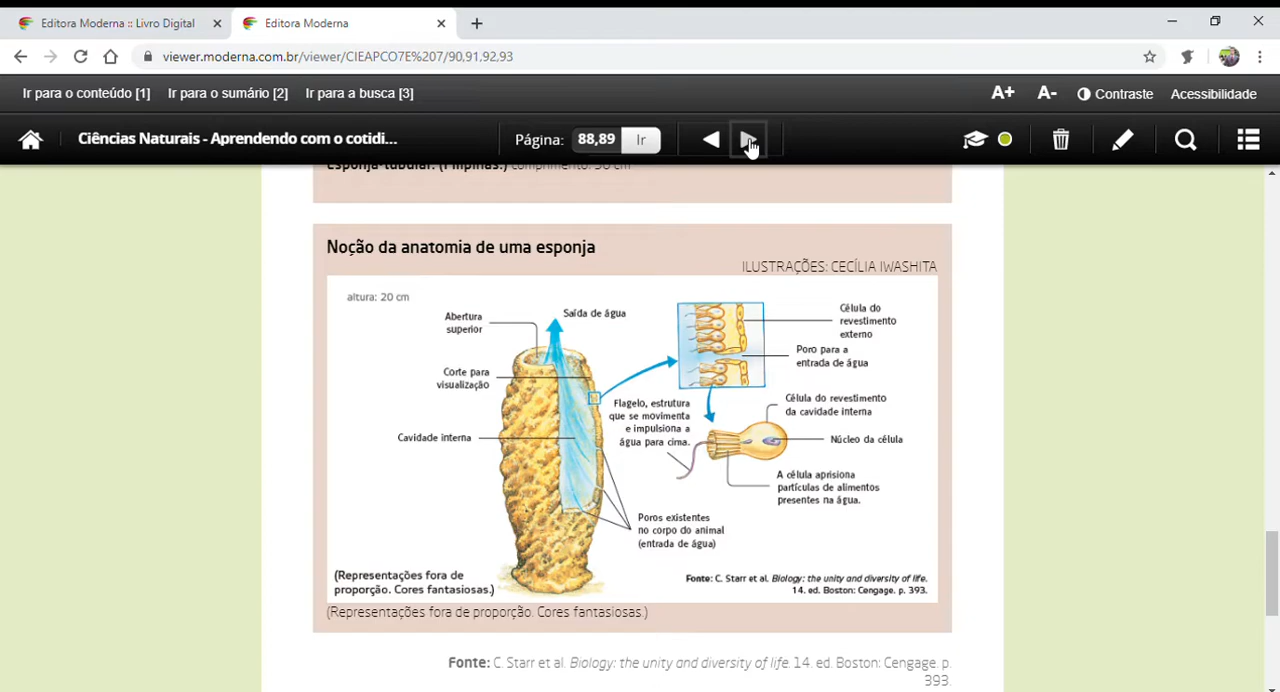 Editora Moderna :: Livro Digital
Editora Moderna
viewer.moderna.com.br/viewer/CIEAPCO7E%207/90,91,92,93
Ir para o conteúdo [1] Ir para o sumário [2] Ir para a busca [3]
A+ A- Contraste Acessibilidade
Ciências Naturais - Aprendendo com o cotidi...
Página: 88,89 Ir
Esponja-tubular. (Filipinas.) comprimento: 30 cm
Noção da anatomia de uma esponja
ILUSTRAÇÕES: CECÍLIA IWASHITA
altura: 20 cm
Abertura
superior
Saída de água
Corte para
visualização
Cavidade interna
Célula do
revestimento
externo
Poro para a
entrada de água
Flagelo, estrutura
que se movimenta
e impulsiona a
água para cima.
Célula do revestimento
da cavidade interna
Núcleo da célula
A célula aprisiona
partículas de alimentos
presentes na água.
Poros existentes
no corpo do animal
(entrada de água)
(Representações fora de
proporção. Cores fantasiosas.)
Fonte: C. Starr et al. Biology: the unity and diversity of life.
14. ed. Boston: Cengage. p. 393.
(Representações fora de proporção. Cores fantasiosas.)
Fonte: C. Starr et al. Biology: the unity and diversity of life. 14. ed. Boston: Cengage. p.
393.